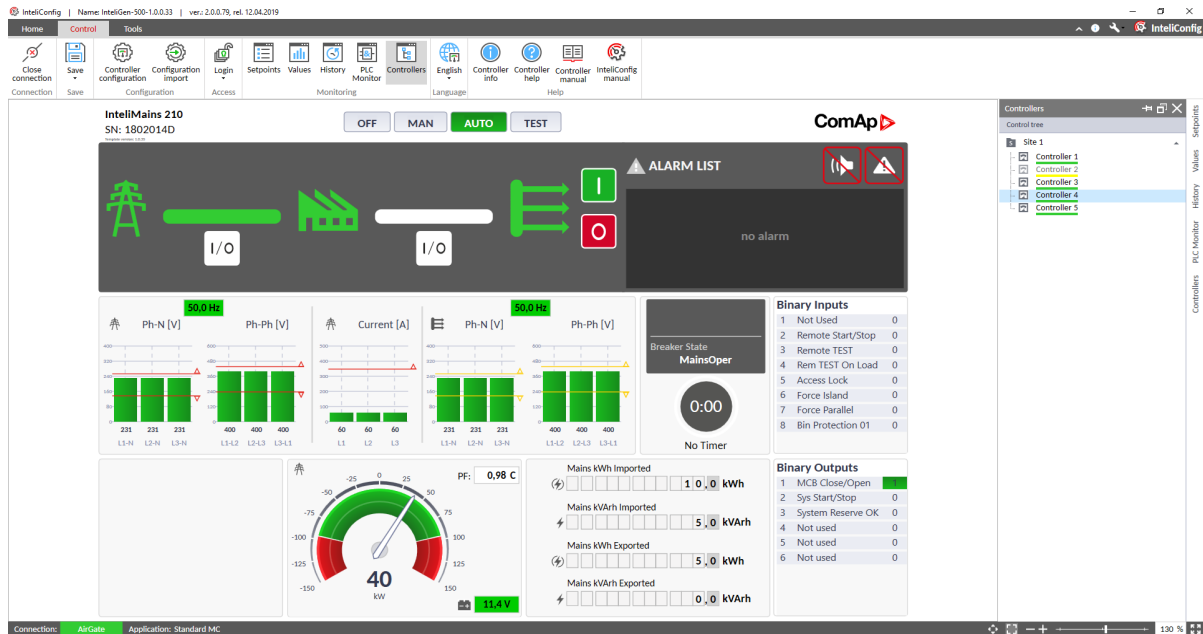 InteliConfig | Name: InteliGen-500-1.0.0.33 | ver.: 2.0.0.79, rel. 12.04.2019
Home Control Tools InteliConfig
Close connection Save Controller configuration Configuration import Login Setpoints Values History PLC Monitor Controllers English Controller info Controller help Controller manual InteliConfig manual
Connection Save Configuration Access Monitoring Language Help
InteliMains 210
SN: 1802014D
OFF MAN AUTO TEST
ComAp
ALARM LIST
I
O
I/O I/O
no alarm
50,0 Hz 50,0 Hz
Ph-N [V] Ph-Ph [V] Current [A] Ph-N [V] Ph-Ph [V]
231 231 231 400 400 400 60 60 60 231 231 231 400 400 400
L1-N L2-N L3-N L1-L2 L2-L3 L3-L1 L1 L2 L3 L1-N L2-N L3-N L1-L2 L2-L3 L3-L1
Breaker State
MainsOper
0:00
No Timer
Binary Inputs
1 Not Used 0
2 Remote Start/Stop 0
3 Remote TEST 0
4 Rem TEST On Load 0
5 Access Lock 0
6 Force Island 0
7 Force Parallel 0
8 Bin Protection 01 0
PF: 0,98 C
-150 -125 -100 -75 -50 -25 0 25 50 75 100 125 150
40
kW
11,4 V
Mains kWh Imported
10,0 kWh
Mains kVArh Imported
5,0 kVArh
Mains kWh Exported
5,0 kWh
Mains kVArh Exported
0,0 kVArh
Binary Outputs
1 MCB Close/Open 1
2 Sys Start/Stop 0
3 System Reserve OK 0
4 Not used 0
5 Not used 0
6 Not used 0
Controllers
Control tree
Site 1
Controller 1
Controller 2
Controller 3
Controller 4
Controller 5
Setpoints
Values
History
PLC Monitor
Controllers
Connection: AirGate Application: Standard MC 130 %